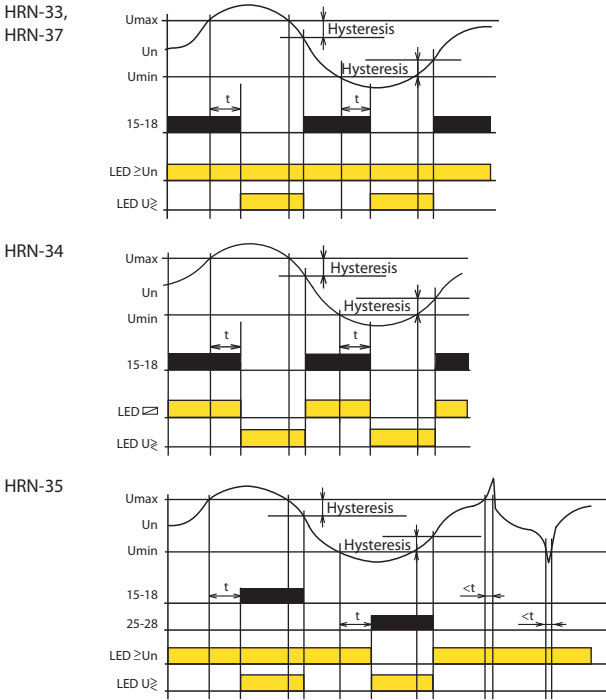 HRN-33,
HRN-37
Umax
Hysteresis
Un
Hysteresis
Umin
t
t
15-18
LED ≥Un
LED U≷
HRN-34
Umax
Hysteresis
Un
Hysteresis
Umin
t
t
15-18
LED
LED U≷
HRN-35
Umax
Hysteresis
Un
Hysteresis
Umin
15-18
t
<t
25-28
t
<t
LED ≥Un
LED U≷